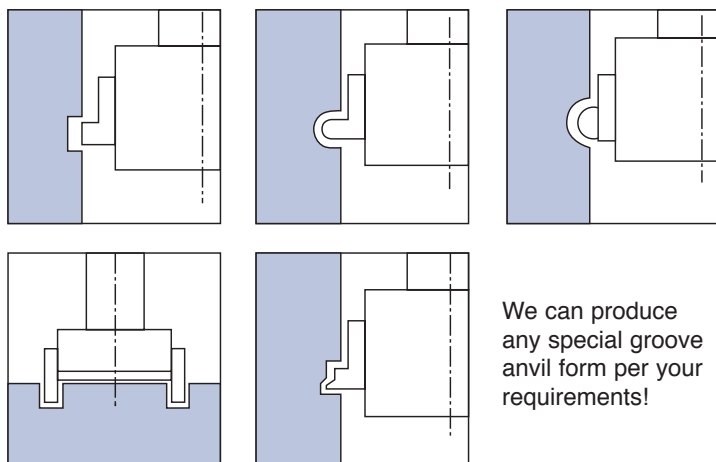 We can produce
any special groove
anvil form per your
requirements!